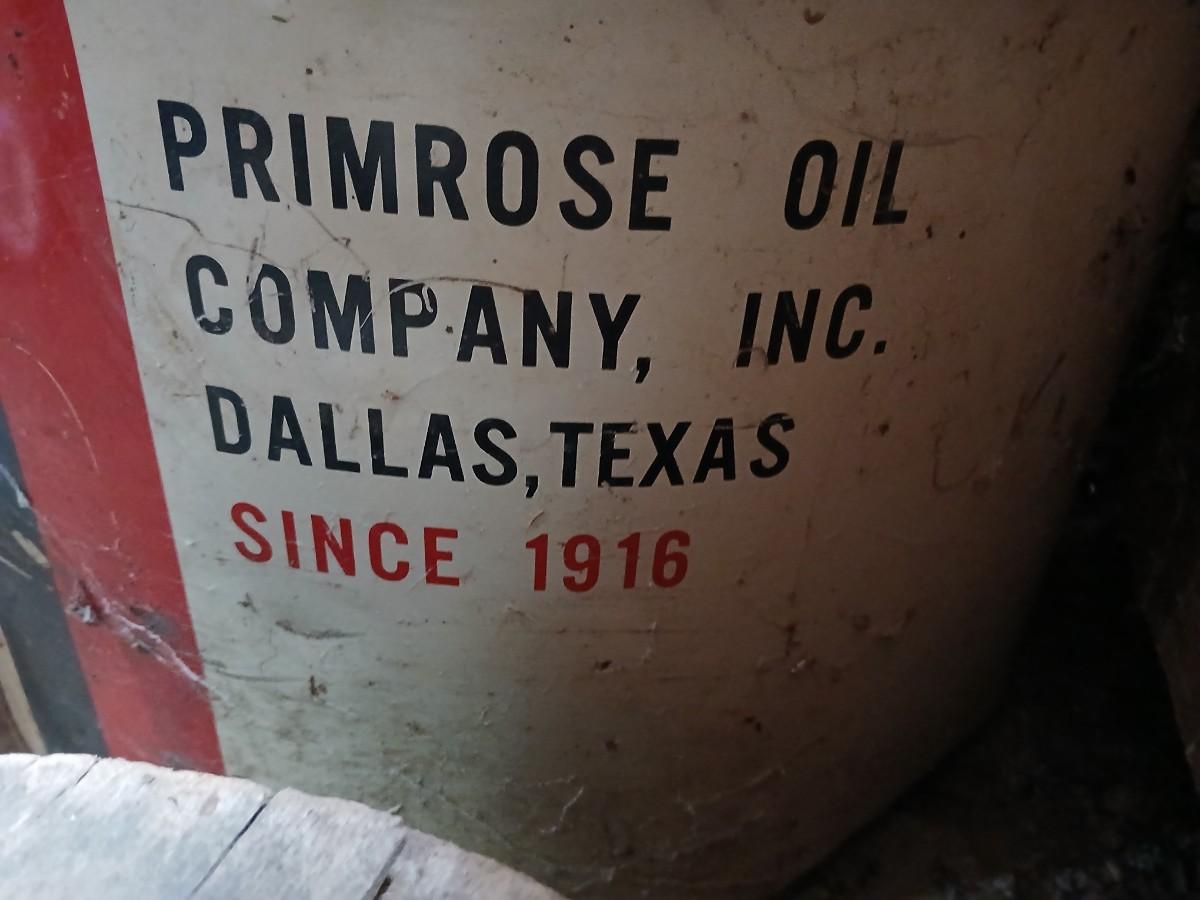 PRIMROSE OIL
COMPANY, INC.
DALLAS,TEXAS
SINCE 1916